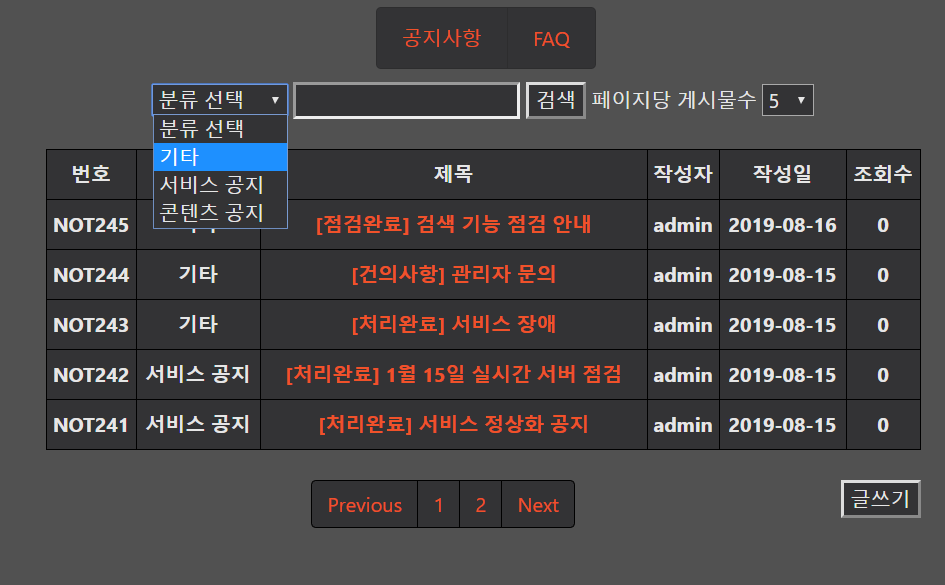 공지사항 FAQ
분류 선택 검색 페이지당 게시물수 5
분류 선택
기타
서비스 공지
콘텐츠 공지
번호 제목 작성자 작성일 조회수
NOT245 [점검완료] 검색 기능 점검 안내 admin 2019-08-16 0
NOT244 기타 [건의사항] 관리자 문의 admin 2019-08-15 0
NOT243 기타 [처리완료] 서비스 장애 admin 2019-08-15 0
NOT242 서비스 공지 [처리완료] 1월 15일 실시간 서버 점검 admin 2019-08-15 0
NOT241 서비스 공지 [처리완료] 서비스 정상화 공지 admin 2019-08-15 0
Previous 1 2 Next 글쓰기